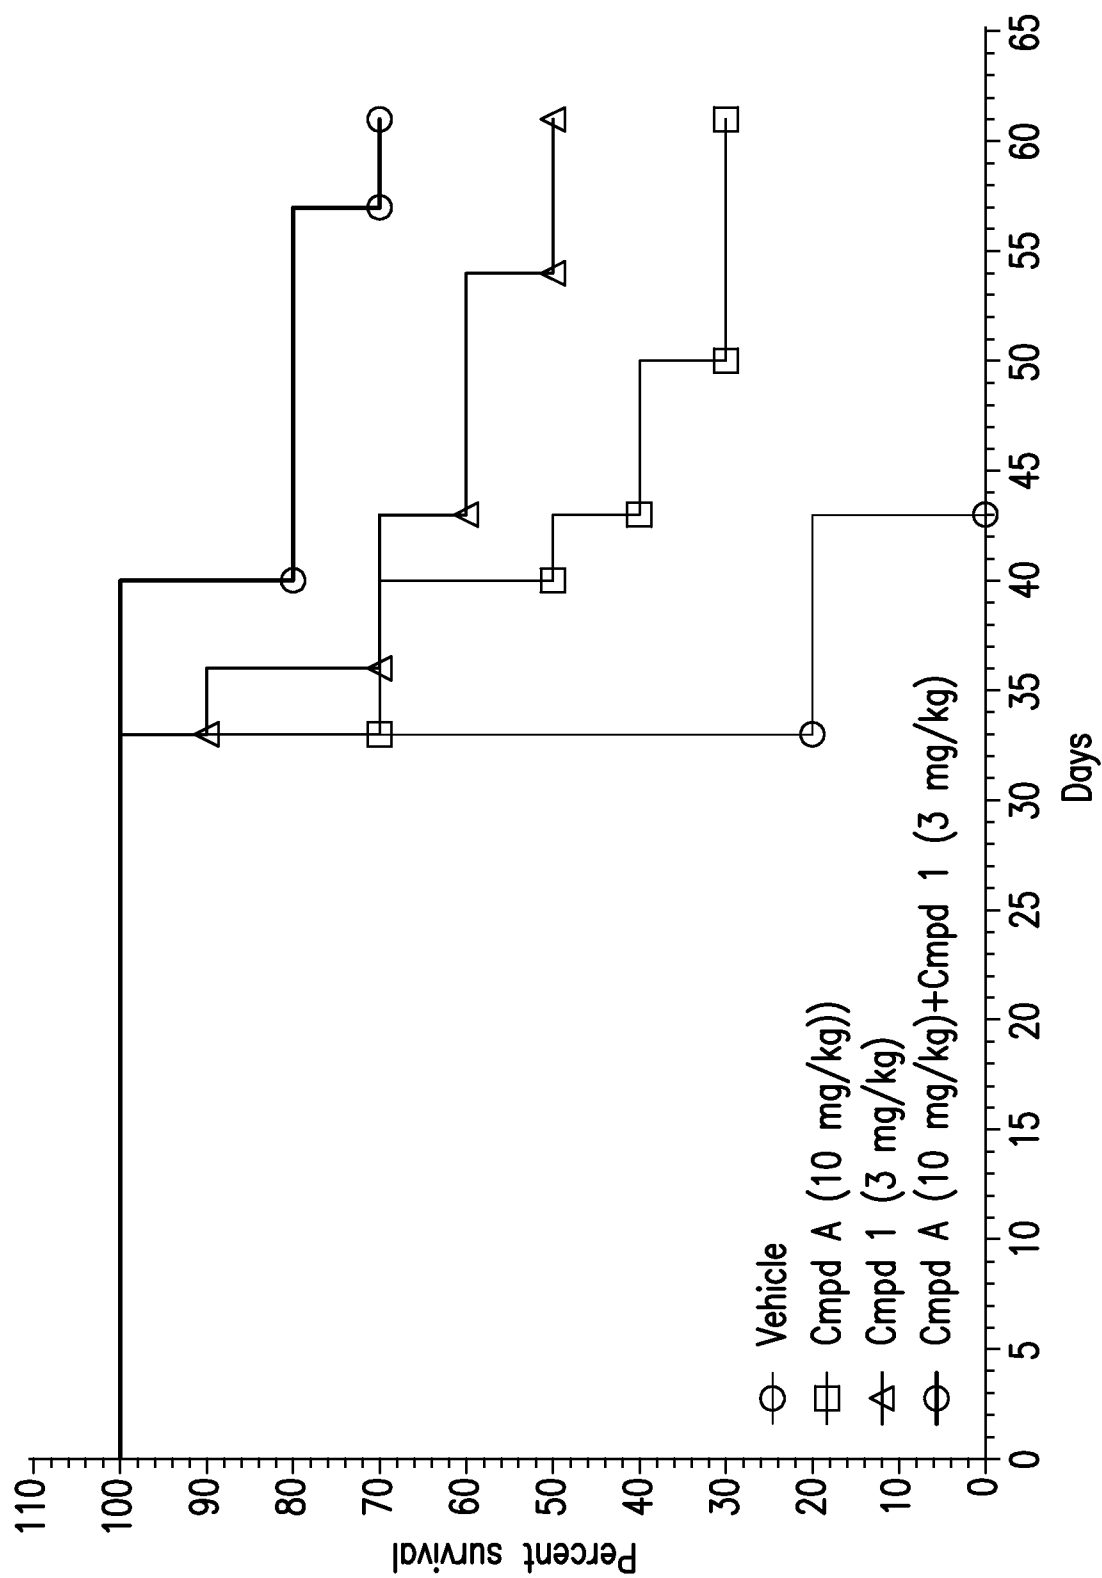 110
100
90
80
70
60
50
40
30
20
10
0
Percent survival
Vehicle
Cmpd A (10 mg/kg))
Cmpd 1 (3 mg/kg)
Cmpd A (10 mg/kg)+Cmpd 1 (3 mg/kg)
0 5 10 15 20 25 30 35 40 45 50 55 60 65
Days